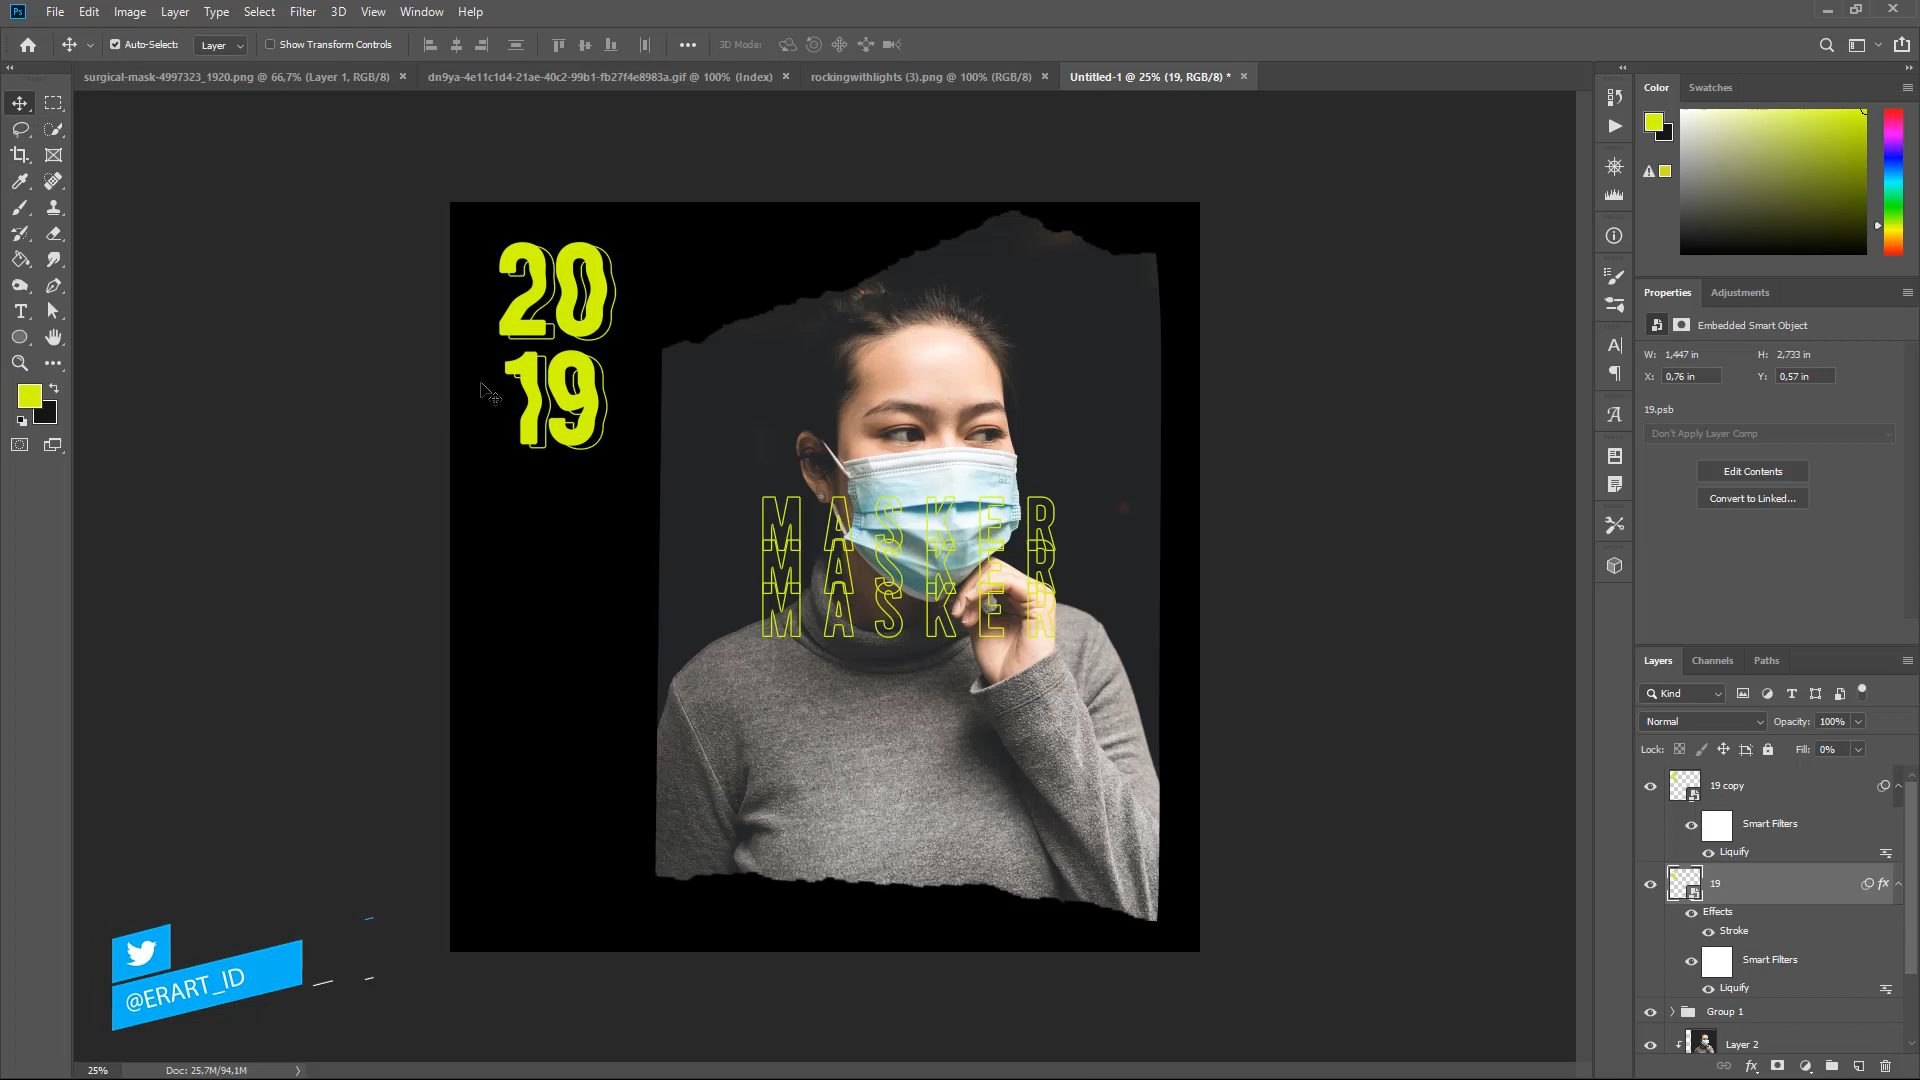 Ps File Edit Image Layer Type Select Filter 3D View Window Help
Auto-Select: Layer Show Transform Controls 3D Mode:
surgical-mask-4997323_1920.png @ 66,7% (Layer 1, RGB/8) × dn9ya-4e11c1d4-21ae-40c2-99b1-fb27f4e8983a.gif @ 100% (Index) × rockingwithlights (3).png @ 100% (RGB/8) × Untitled-1 @ 25% (19, RGB/8) * ×
20
19
MASKER
MASKER
MASKER
@ERART_ID
25% Doc: 25,7M/94,1M
Color Swatches
Properties Adjustments
Embedded Smart Object
W: 1,447 in H: 2,733 in
X: 0,76 in Y: 0,57 in
19.psb
Don't Apply Layer Comp
Edit Contents
Convert to Linked...
Layers Channels Paths
Kind
Normal Opacity: 100%
Lock: Fill: 0%
19 copy
Smart Filters
Liquify
19 fx
Effects
Stroke
Smart Filters
Liquify
Group 1
Layer 2
fx